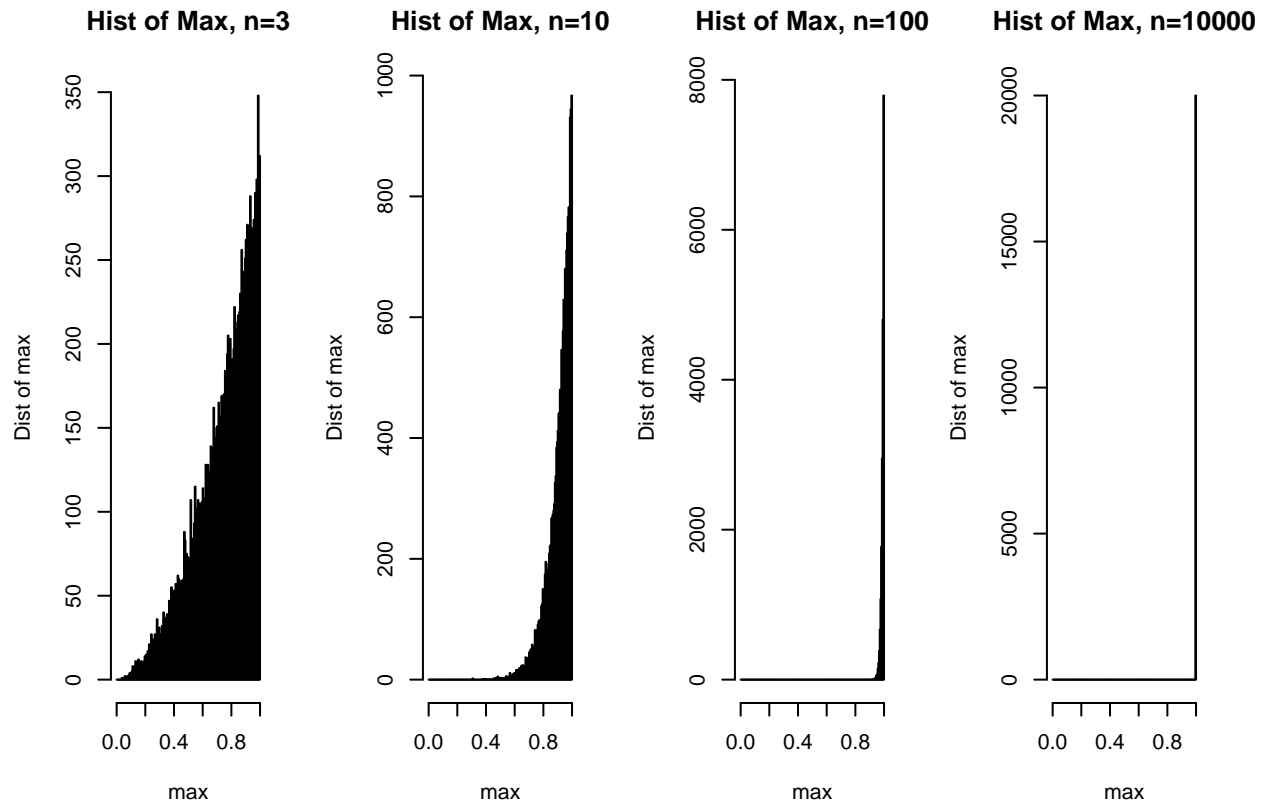 Hist of Max, n=3
Dist of max
350
300
250
200
150
100
50
0
0.0 0.4 0.8
max
Hist of Max, n=10
Dist of max
1000
800
600
400
200
0
0.0 0.4 0.8
max
Hist of Max, n=100
Dist of max
8000
6000
4000
2000
0
0.0 0.4 0.8
max
Hist of Max, n=10000
Dist of max
20000
15000
10000
5000
0
0.0 0.4 0.8
max